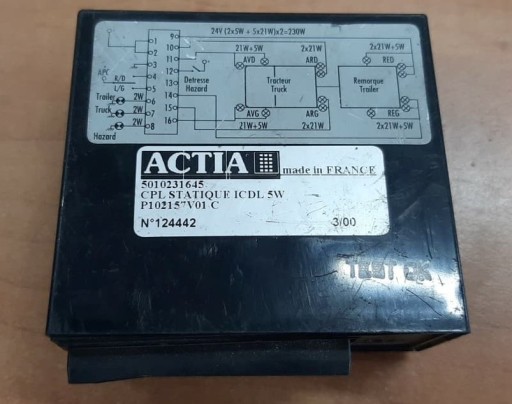 24V (2x5W + 5x21W)x2=230W
1
2
3
4
5
6
7
8
9
10
11
12
13
14
15
16
APC
R/D
L/G
Trailer
2W
Truck
2W
2W
Hazard
Detresse
Hazard
21W+5W
2x21W
2x21W+5W
AVD
ARD
RED
Tracteur
Truck
Remorque
Trailer
AVG
ARG
REG
21W+5W
2x21W
2x21W+5W
ACTIA
made in FRANCE
5010231645
CPL STATIQUE ICDL 5W
P102157V01 C
N°124442
3/00
TEST OK